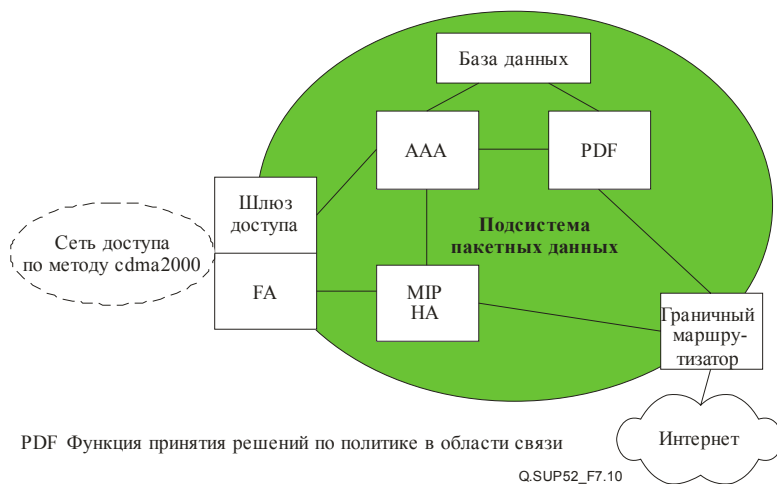 База данных
AAA
PDF
Шлюз
доступа
Сеть доступа
по методу cdma2000
Подсистема
пакетных данных
FA
MIP
HA
Граничный
маршру-
тизатор
Интернет
PDF Функция принятия решений по политике в области связи
Q.SUP52_F7.10